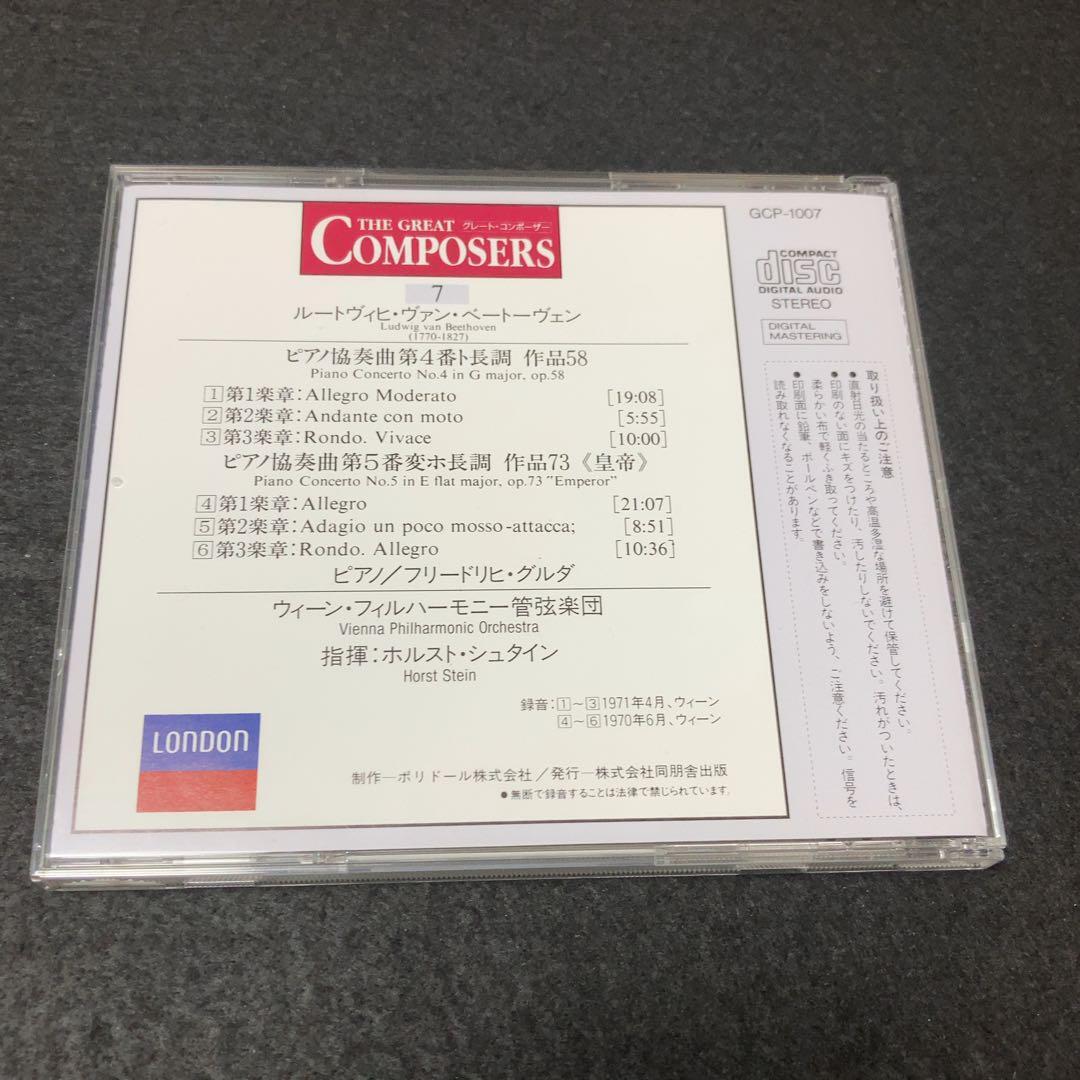 THE GREAT グレート・コンポーザー
COMPOSERS
7
ルートヴィヒ・ヴァン・ベートーヴェン
Ludwig van Beethoven
(1770-1827)
ピアノ協奏曲第4番ト長調 作品58
Piano Concerto No.4 in G major, op.58
1 第1楽章:Allegro Moderato [19:08]
2 第2楽章:Andante con moto [5:55]
3 第3楽章:Rondo. Vivace [10:00]
ピアノ協奏曲第5番変ホ長調 作品73《皇帝》
Piano Concerto No.5 in E flat major, op.73 "Emperor"
4 第1楽章:Allegro [21:07]
5 第2楽章:Adagio un poco mosso-attacca; [8:51]
6 第3楽章:Rondo. Allegro [10:36]
ピアノ/フリードリヒ・グルダ
ウィーン・フィルハーモニー管弦楽団
Vienna Philharmonic Orchestra
指揮:ホルスト・シュタイン
Horst Stein
録音:1~3 1971年4月、ウィーン
4~6 1970年6月、ウィーン
LONDON
制作—ポリドール株式会社/発行—株式会社同朋舎出版
●無断で録音することは法律で禁じられています。
GCP-1007
COMPACT
disc
DIGITAL AUDIO
STEREO
DIGITAL
MASTERING
取り扱い上のご注意
●直射日光の当たるところや高温多湿な場所を避けて保管してください。
●印刷のない面にキズをつけたり、汚したりしないでください。汚れがついたときは、
柔らかい布で軽くふき取ってください。
●印刷面に鉛筆、ボールペンなどで書き込みをしないよう、ご注意ください。信号を
読み取れなくなることがあります。